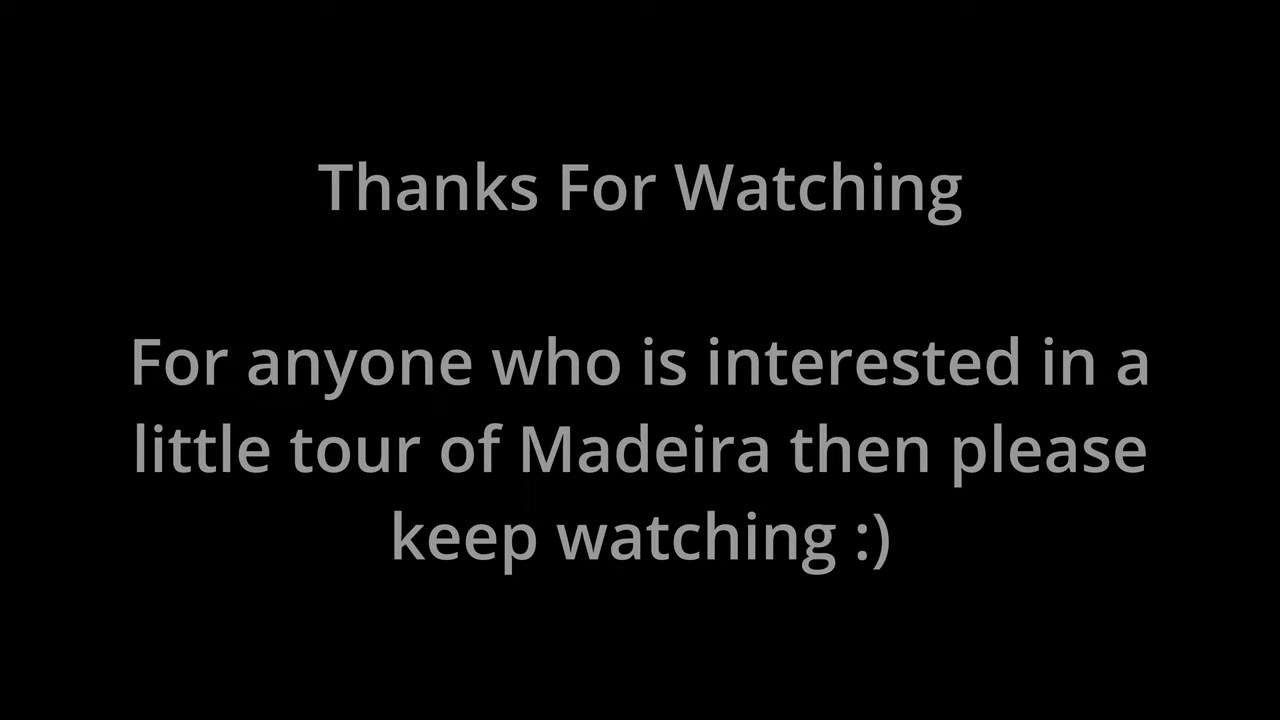 Thanks For Watching
For anyone who is interested in a
little tour of Madeira then please
keep watching :)